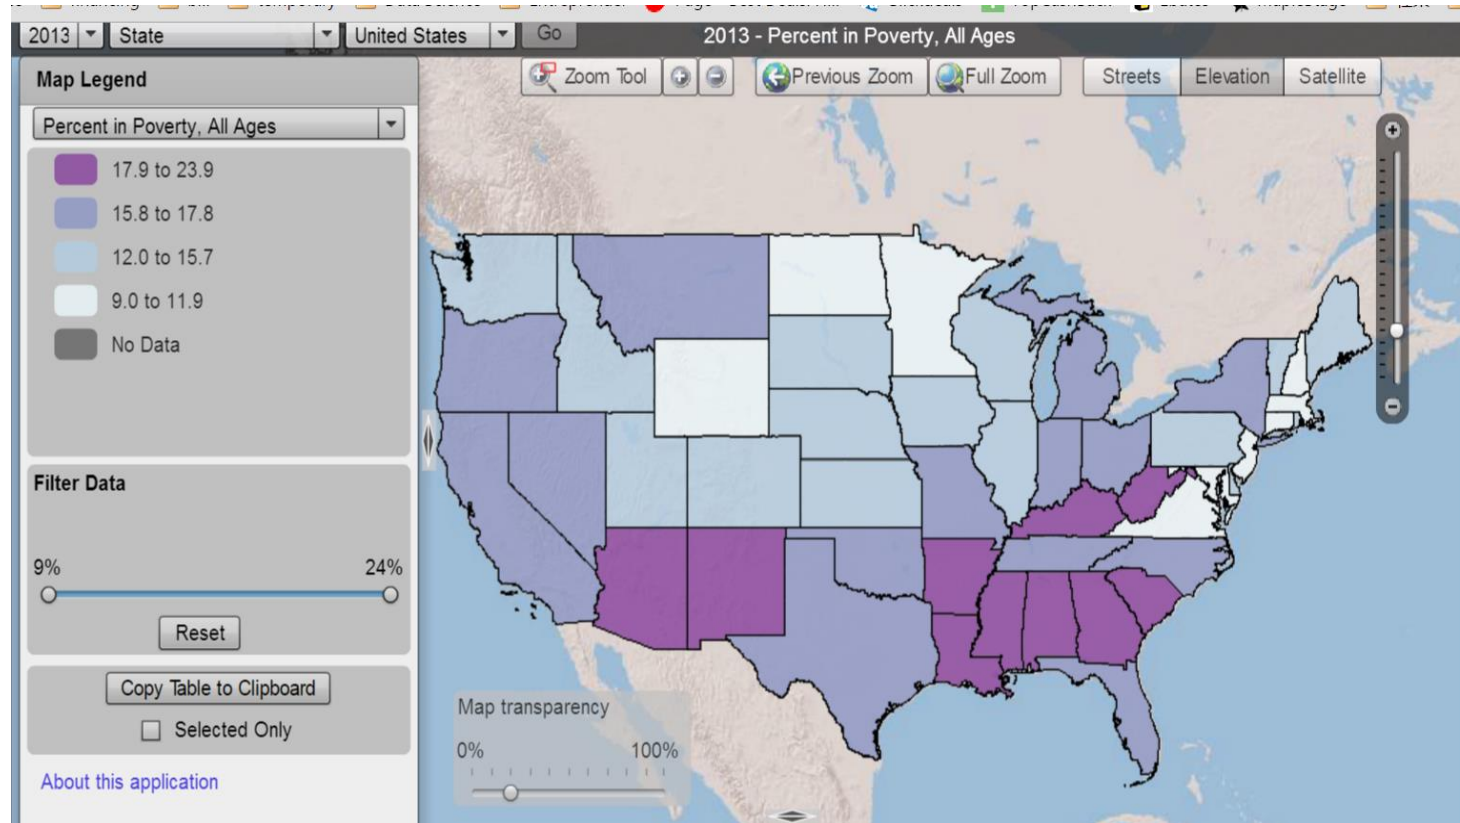 2013 State United States Go 2013 - Percent in Poverty, All Ages
Map Legend
Zoom Tool Previous Zoom Full Zoom Streets Elevation Satellite
Percent in Poverty, All Ages
17.9 to 23.9
15.8 to 17.8
12.0 to 15.7
9.0 to 11.9
No Data
Filter Data
9% 24%
Reset
Copy Table to Clipboard
Selected Only
About this application
Map transparency
0% 100%